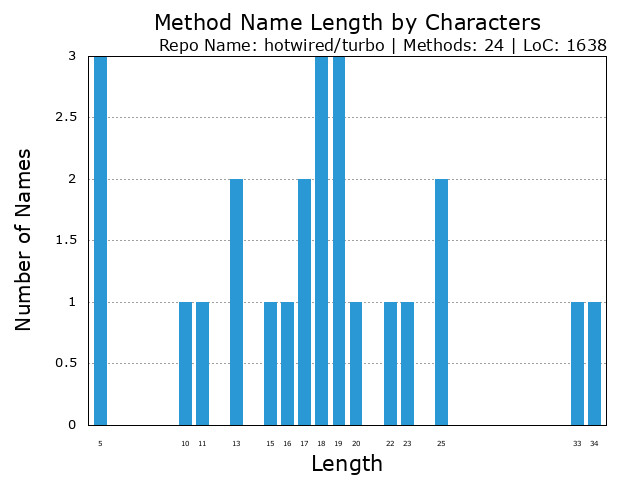 Method Name Length by Characters
Repo Name: hotwired/turbo | Methods: 24 | LoC: 1638
Number of Names
3
2.5
2
1.5
1
0.5
0
5 10 11 13 15 16 17 18 19 20 22 23 25 33 34
Length